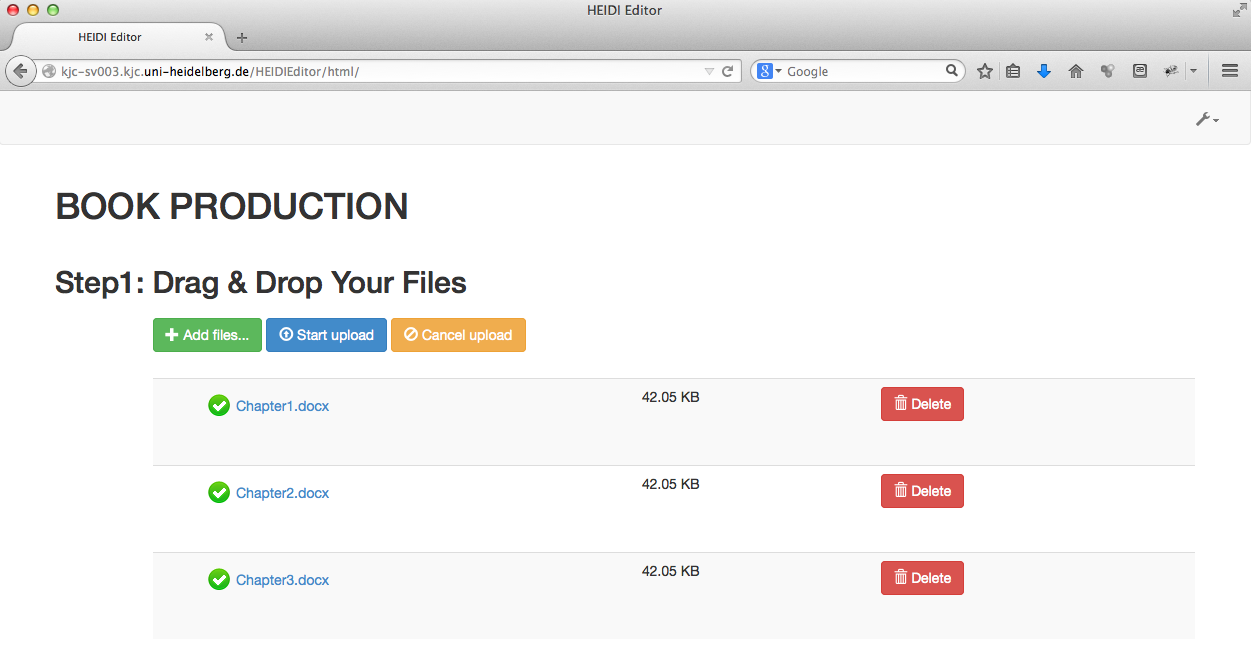 HEIDI Editor
HEIDI Editor
kjc-sv003.kjc.uni-heidelberg.de/HEIDIEditor/html/
8 Google
BOOK PRODUCTION
Step1: Drag & Drop Your Files
Add files... Start upload Cancel upload
Chapter1.docx 42.05 KB Delete
Chapter2.docx 42.05 KB Delete
Chapter3.docx 42.05 KB Delete